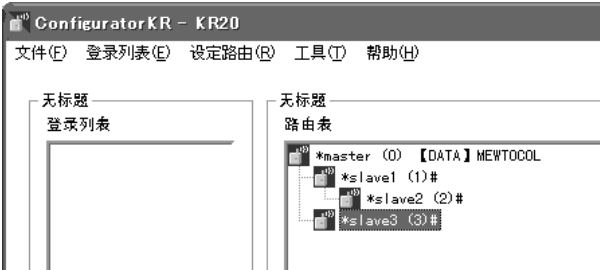 ConfiguratorKR - KR20
文件(F) 登录列表(E) 设定路由(R) 工具(T) 帮助(H)
无标题
登录列表
无标题
路由表
*master (0) 【DATA】MEWTOCOL
*slave1 (1)#
*slave2 (2)#
*slave3 (3)#